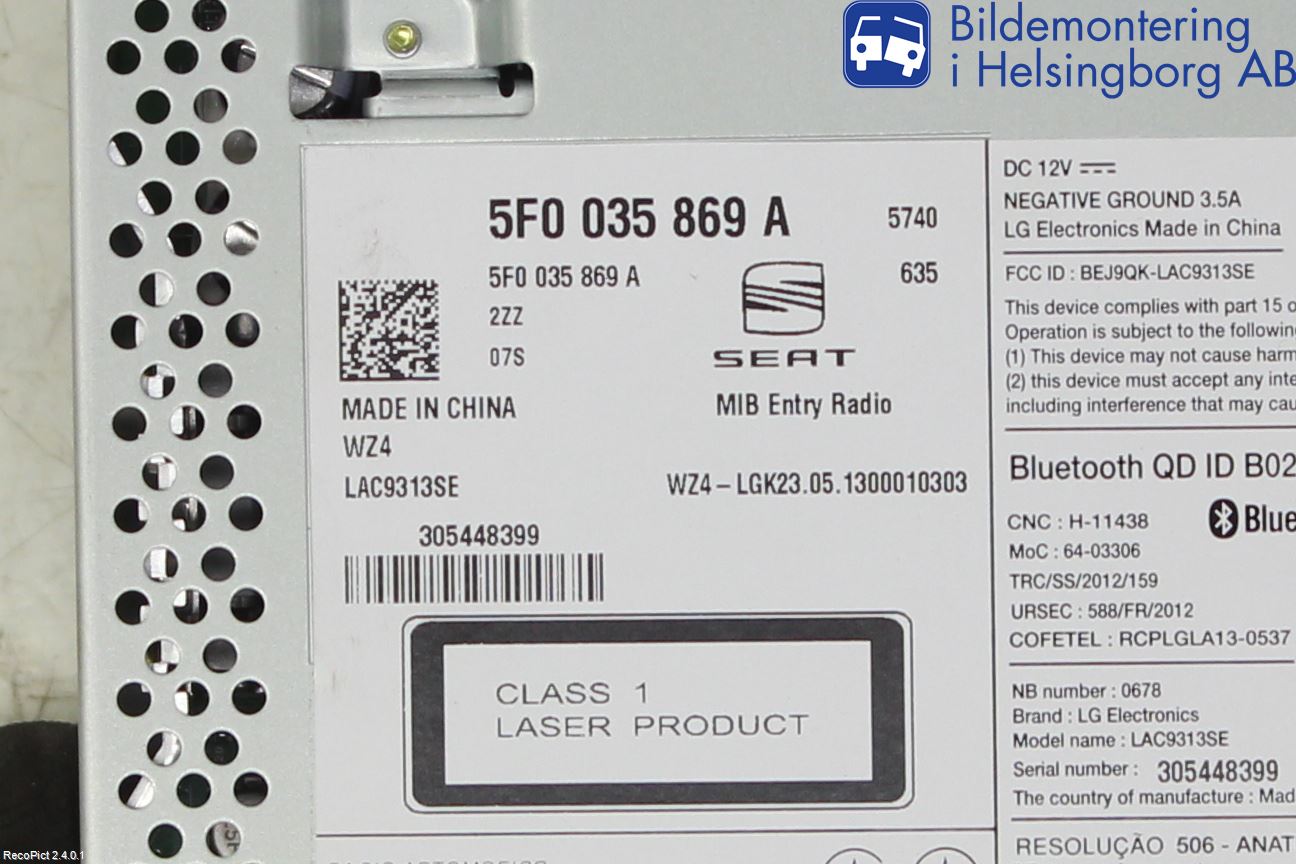 Bildemontering
i Helsingborg AB
5F0 035 869 A 5740
5F0 035 869 A 635
2ZZ
07S
SEAT
MADE IN CHINA MIB Entry Radio
WZ4
LAC9313SE WZ4-LGK23.05.1300010303
305448399
CLASS 1
LASER PRODUCT
DC 12V
NEGATIVE GROUND 3.5A
LG Electronics Made in China
FCC ID : BEJ9QK-LAC9313SE
This device complies with part 15
Operation is subject to the
(1) This device may not cause
(2) this device must accept any
including interference that may
Bluetooth QD ID B02
CNC : H-11438
MoC : 64-03306
TRC/SS/2012/159
URSEC : 588/FR/2012
COFETEL : RCPLGLA13-0537
NB number : 0678
Brand : LG Electronics
Model name : LAC9313SE
Serial number : 305448399
The country of manufacture :
RESOLUÇÃO 506 -
RecoPict 2.4.0.1